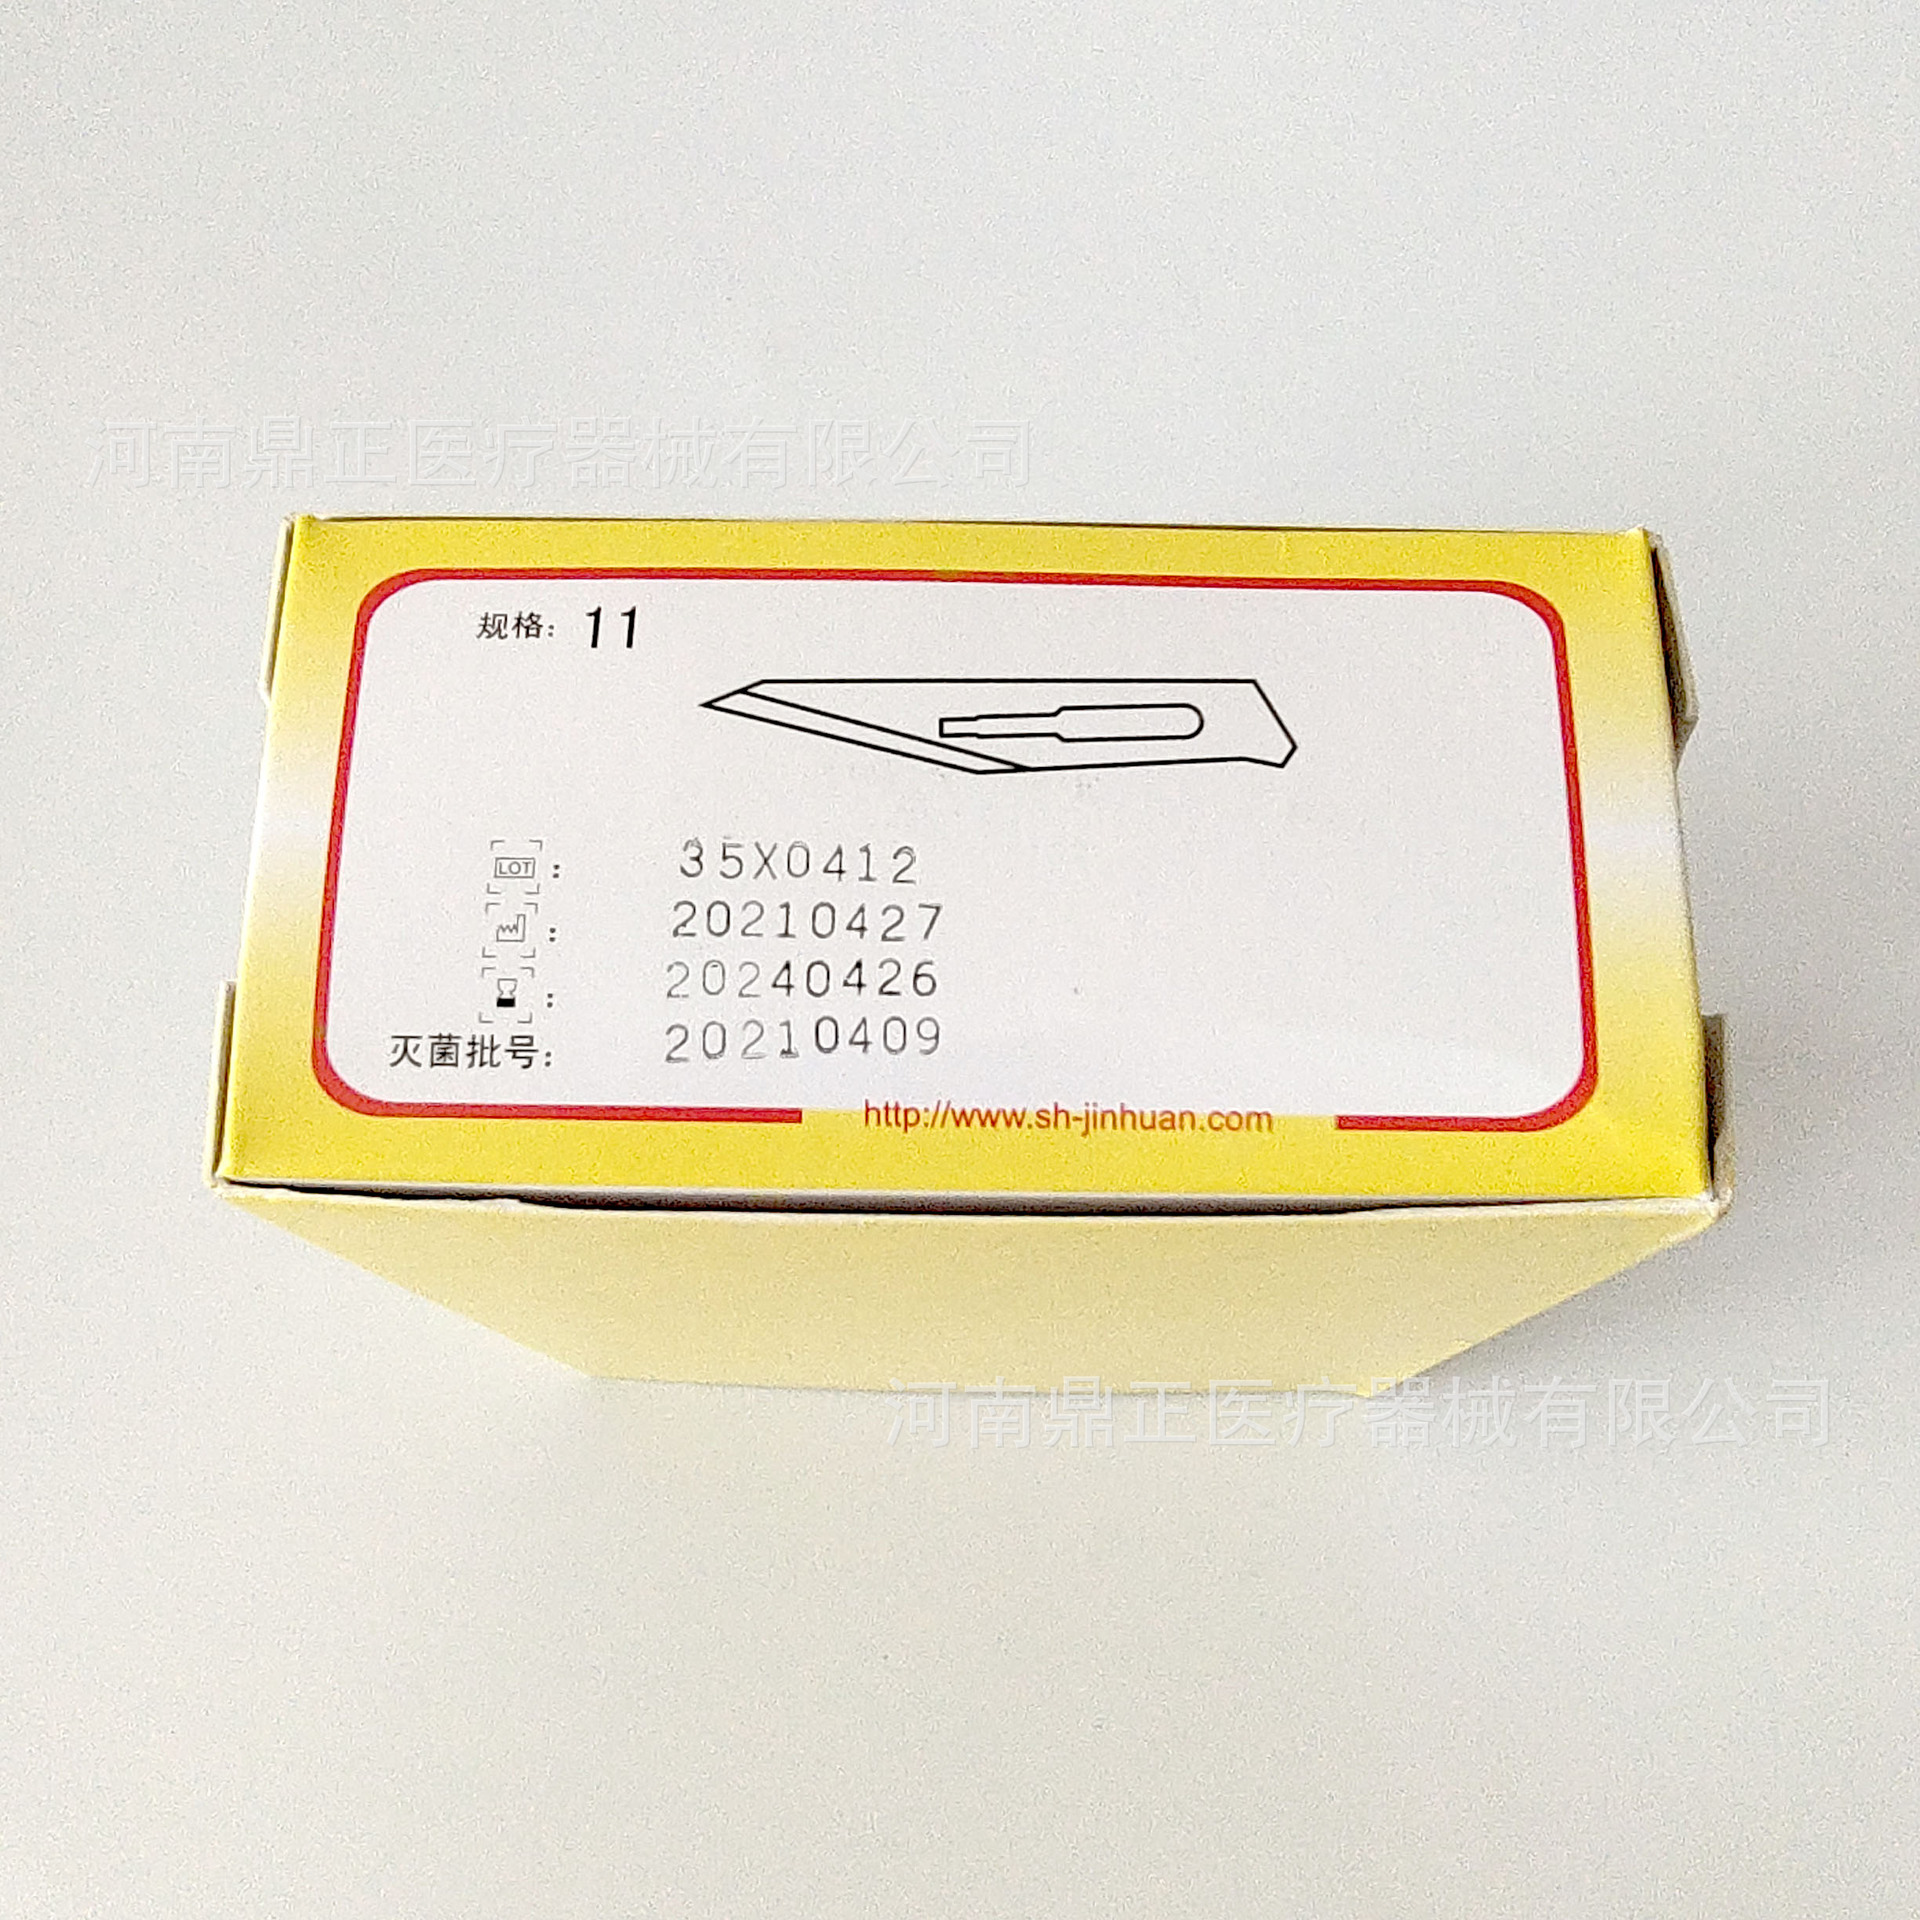 河南鼎正医疗器械有限公司
规格: 11
LOT : 35X0412
: 20210427
: 20240426
灭菌批号: 20210409
http://www.sh-jinhuan.com
河南鼎正医疗器械有限公司